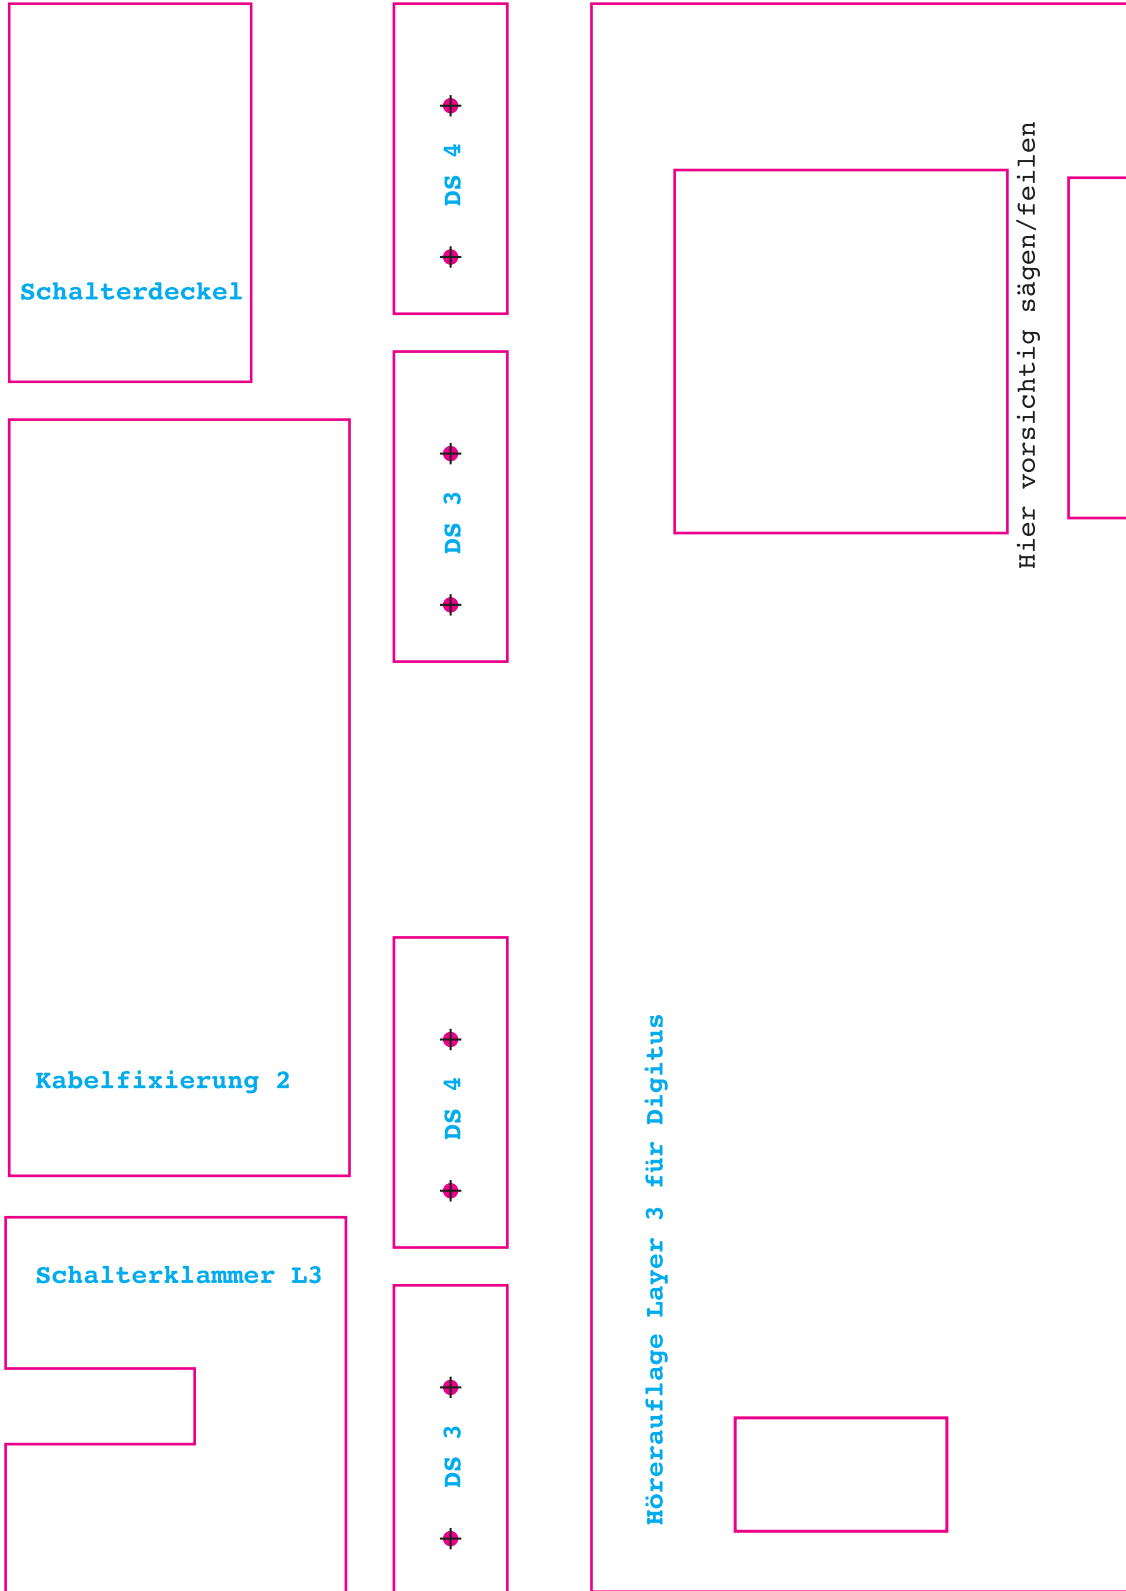 Schalterdeckel
Kabelfixierung 2
Schalterklammer L3
DS 4
DS 3
DS 4
DS 3
Hörerauflage Layer 3 für Digitus
Hier vorsichtig sägen/feilen